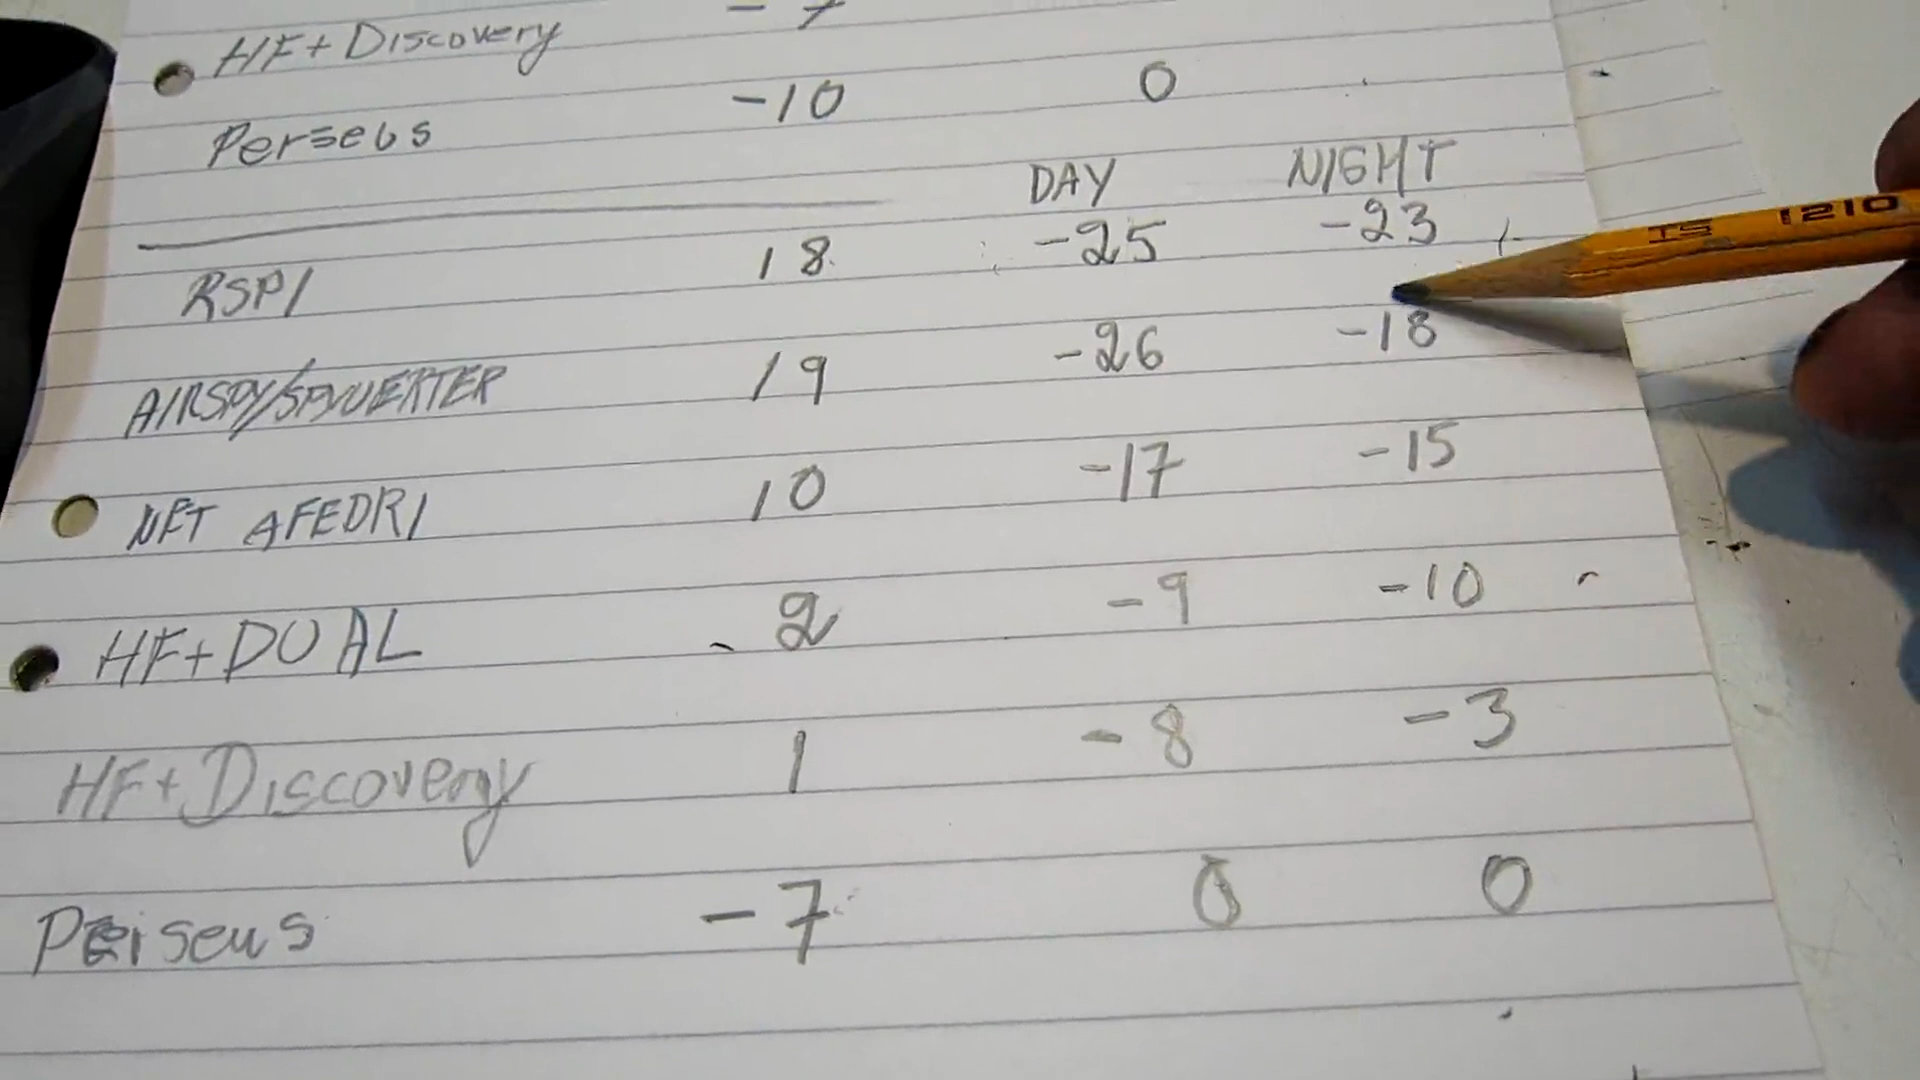 HF+Discovery - 7
Perseus -10 0
DAY NIGHT
RSP1 18 -25 -23
AIRSPY/SPYVERTER 19 -26 -18
NET AFEDRI 10 -17 -15
HF+DUAL 2 -9 -10
HF+Discovery 1 -8 -3
Perseus -7 0 0
1210